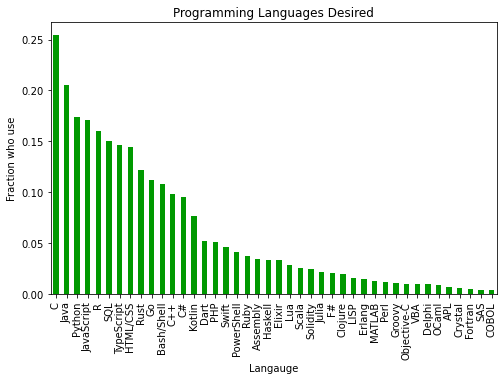 Programming Languages Desired
Fraction who use
0.25
0.20
0.15
0.10
0.05
0.00
C
Java
Python
JavaScript
R
SQL
TypeScript
HTML/CSS
Rust
Go
Bash/Shell
C++
C#
Kotlin
Dart
PHP
Swift
PowerShell
Ruby
Assembly
Haskell
Elixir
Lua
Scala
Solidity
Julia
F#
Clojure
LISP
Erlang
MATLAB
Perl
Groovy
Objective-C
VBA
Delphi
OCaml
APL
Crystal
Fortran
SAS
COBOL
Langauge